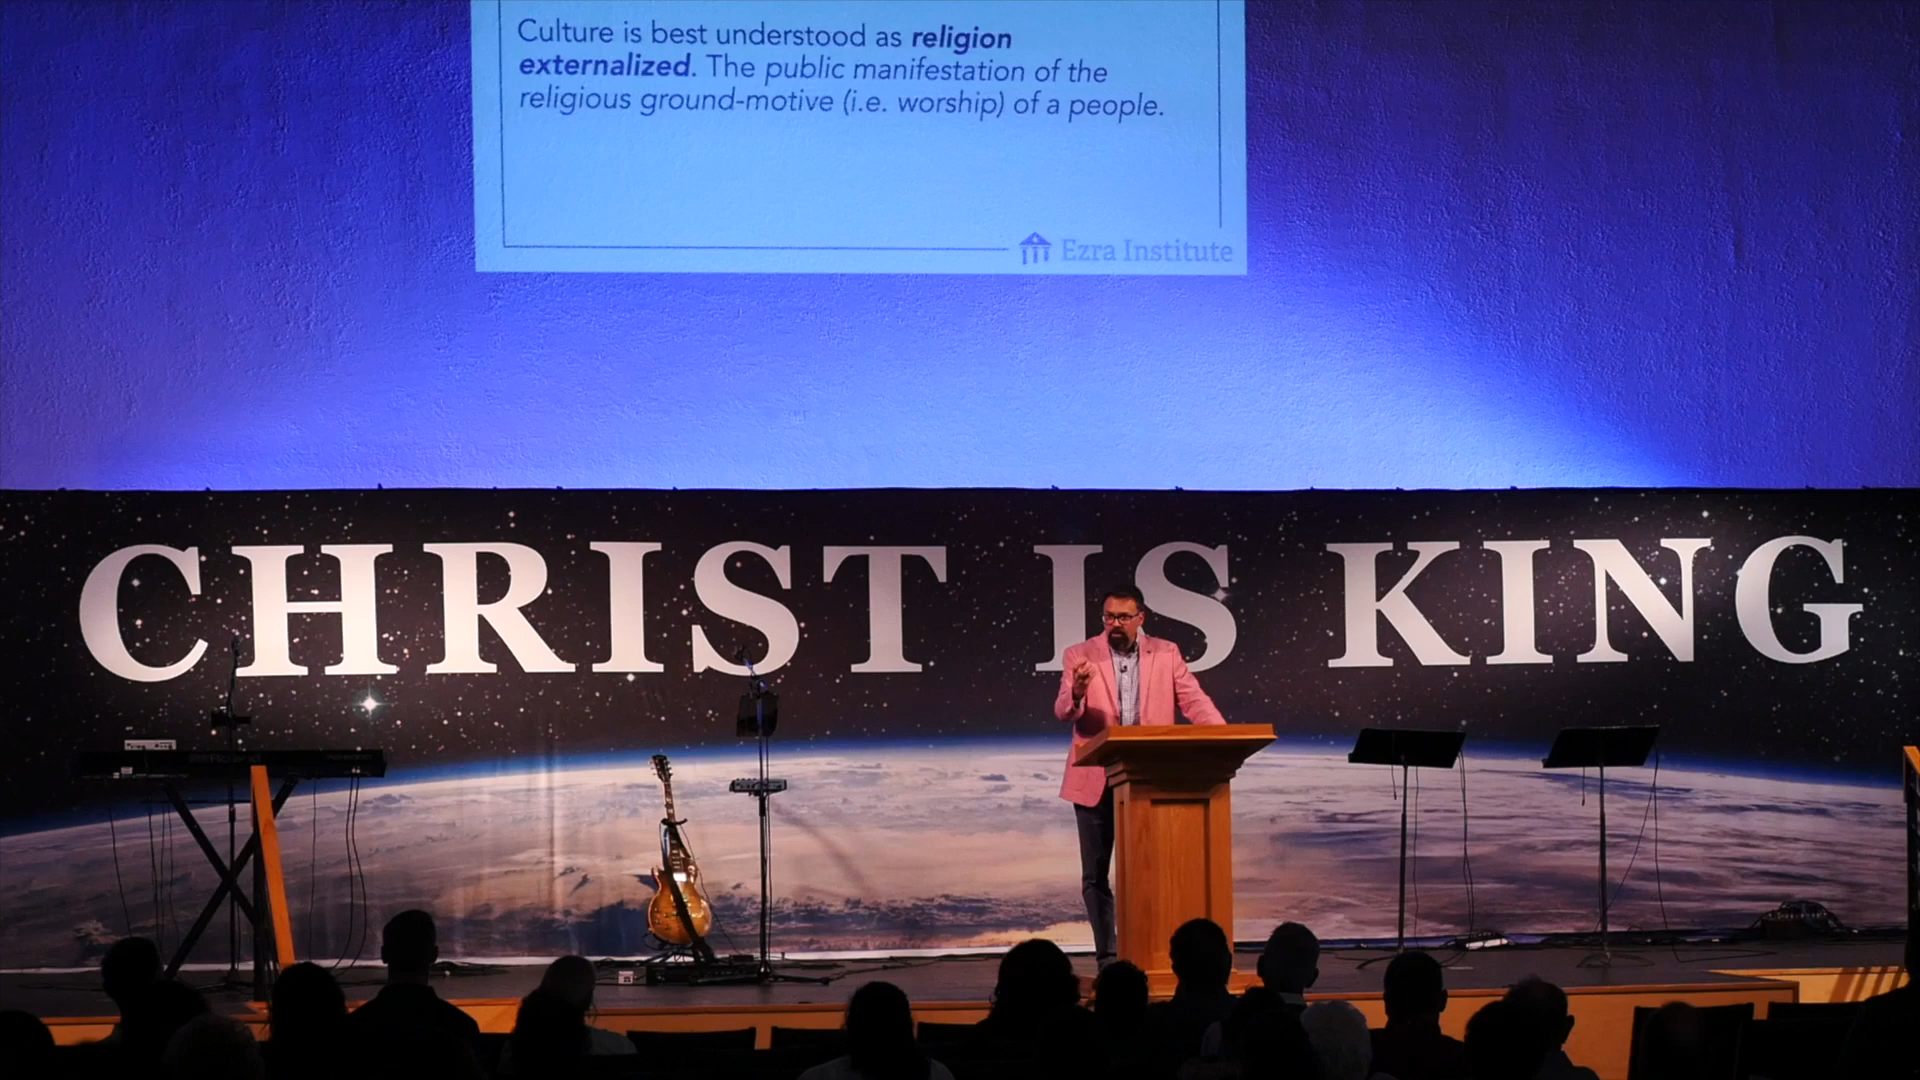 Culture is best understood as religion
externalized. The public manifestation of the
religious ground-motive (i.e. worship) of a people.
Ezra Institute
CHRIST IS KING
Roland